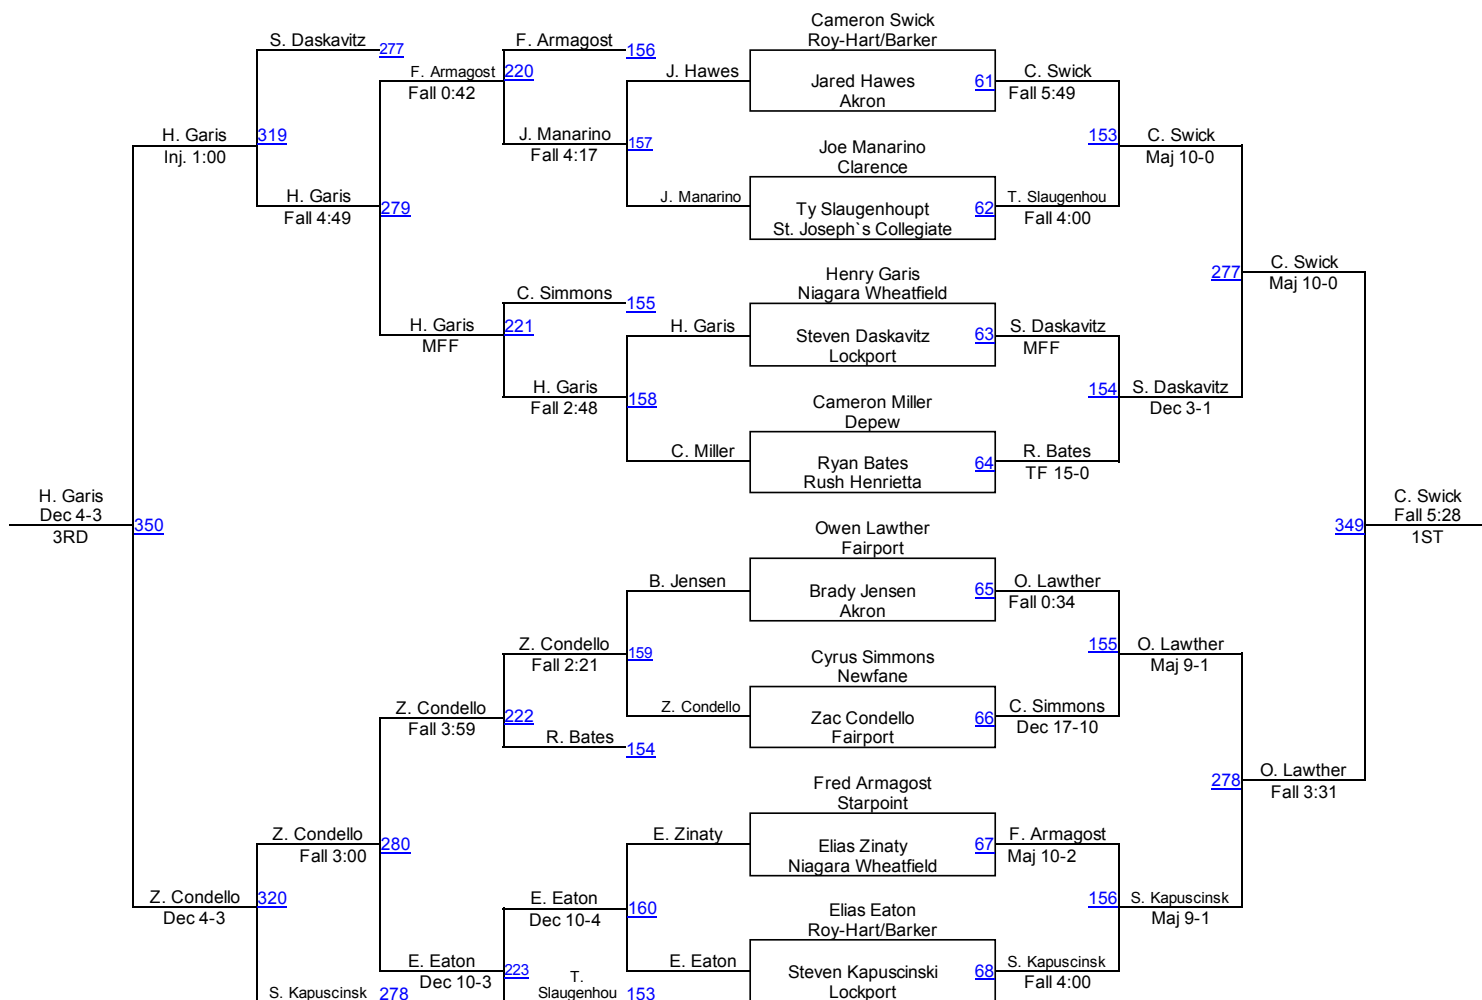 Cameron Swick
Roy-Hart/Barker
S. Daskavitz
277
F. Armagost
156
F. Armagost
220
J. Hawes
Jared Hawes
61
C. Swick
Fall 0:42
Akron
Fall 5:49
H. Garis
319
J. Manarino
157
Joe Manarino
153
C. Swick
Inj. 1:00
Fall 4:17
Clarence
Maj 10-0
H. Garis
279
J. Manarino
Ty Slaugenhoupt
62
T. Slaugenhou
Fall 4:49
St. Joseph`s Collegiate
Fall 4:00
Henry Garis
277
C. Swick
C. Simmons
155
Niagara Wheatfield
Maj 10-0
H. Garis
221
H. Garis
Steven Daskavitz
63
S. Daskavitz
MFF
Lockport
MFF
H. Garis
158
Cameron Miller
154
S. Daskavitz
Fall 2:48
Depew
Dec 3-1
C. Miller
Ryan Bates
64
R. Bates
Rush Henrietta
TF 15-0
H. Garis
Dec 4-3
350
3RD
C. Swick
Fall 5:28
349
1ST
Owen Lawther
Fairport
B. Jensen
Brady Jensen
65
O. Lawther
Akron
Fall 0:34
Z. Condello
159
Cyrus Simmons
155
O. Lawther
Fall 2:21
Newfane
Maj 9-1
Z. Condello
222
Z. Condello
Zac Condello
66
C. Simmons
Fall 3:59
Fairport
Dec 17-10
R. Bates
154
Fred Armagost
278
O. Lawther
Starpoint
Fall 3:31
Z. Condello
280
E. Zinaty
Elias Zinaty
67
F. Armagost
Fall 3:00
Niagara Wheatfield
Maj 10-2
Z. Condello
320
E. Eaton
160
Elias Eaton
156
S. Kapuscinsk
Dec 4-3
Dec 10-4
Roy-Hart/Barker
Maj 9-1
E. Eaton
223
E. Eaton
Steven Kapuscinski
68
S. Kapuscinsk
Dec 10-3
Lockport
Fall 4:00
S. Kapuscinsk
278
T.
Slaugenhou
153